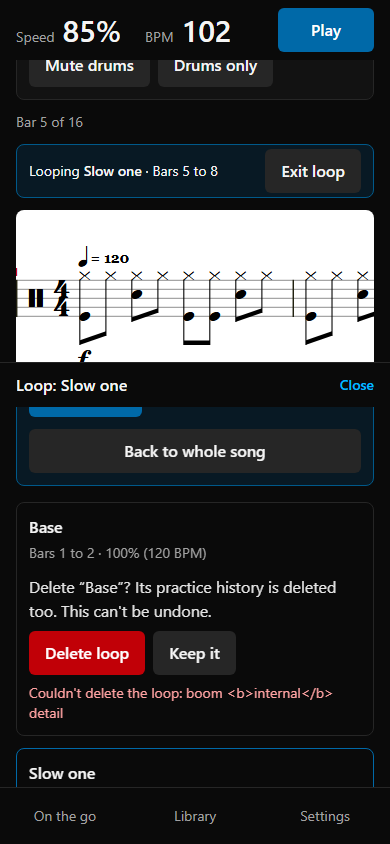 Speed 85% BPM 102 Play
Mute drums Drums only
Bar 5 of 16
Looping Slow one · Bars 5 to 8 Exit loop
= 120
4
4
f
Loop: Slow one Close
Back to whole song
Base
Bars 1 to 2 · 100% (120 BPM)
Delete “Base”? Its practice history is deleted
too. This can't be undone.
Delete loop Keep it
Couldn't delete the loop: boom <b>internal</b>
detail
Slow one
On the go Library Settings